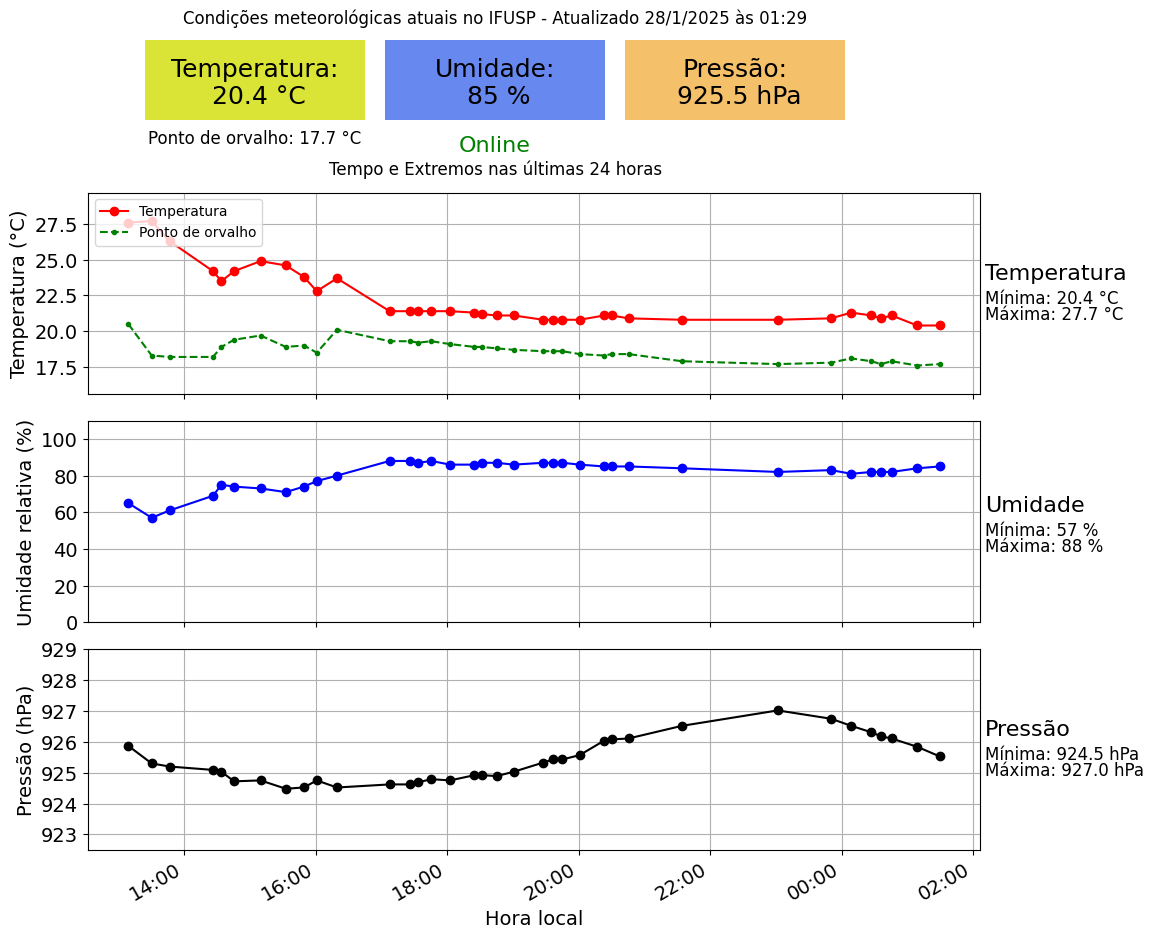 Condições meteorológicas atuais no IFUSP - Atualizado 28/1/2025 às 01:29
Temperatura:
20.4 °C
Umidade:
85 %
Pressão:
925.5 hPa
Ponto de orvalho: 17.7 °C
Online
Tempo e Extremos nas últimas 24 horas
Temperatura (°C)
27.5
25.0
22.5
20.0
17.5
Temperatura
Ponto de orvalho
Temperatura
Mínima: 20.4 °C
Máxima: 27.7 °C
Umidade relativa (%)
100
80
60
40
20
0
Umidade
Mínima: 57 %
Máxima: 88 %
Pressão (hPa)
929
928
927
926
925
924
923
Pressão
Mínima: 924.5 hPa
Máxima: 927.0 hPa
14:00
16:00
18:00
20:00
22:00
00:00
02:00
Hora local